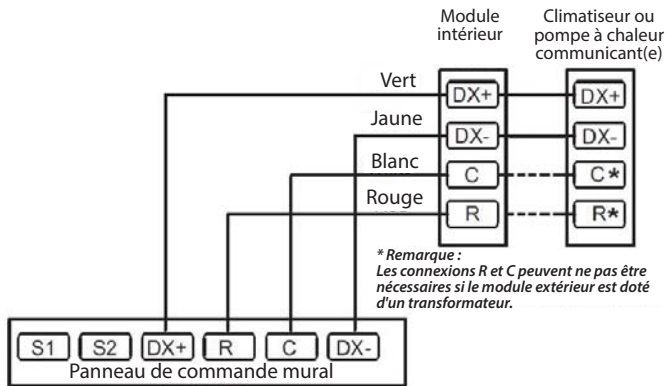 Module
intérieur
Climatiseur ou
pompe à chaleur
communicant(e)
Vert
DX+
DX+
Jaune
DX-
DX-
Blanc
C
C*
Rouge
R
R*
* Remarque :
Les connexions R et C peuvent ne pas être
nécessaires si le module extérieur est doté
d'un transformateur.
S1 S2 DX+ R C DX-
Panneau de commande mural